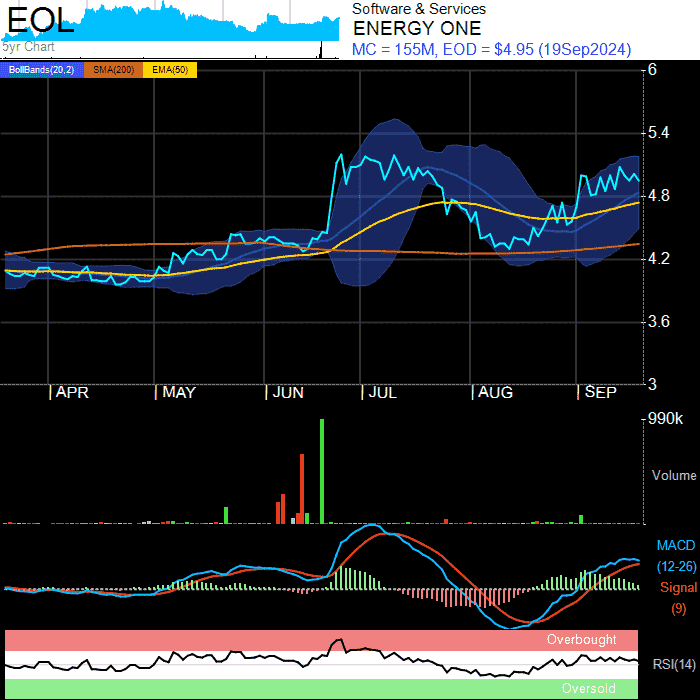 EOL
5yr Chart
Software & Services
ENERGY ONE
MC = 155M, EOD = $4.95 (19Sep2024)
BollBands(20,2) SMA(200) EMA(50)
6
5.4
4.8
4.2
3.6
3
APR MAY JUN JUL AUG SEP
990k
Volume
MACD
(12-26)
Signal
(9)
Overbought
RSI(14)
Oversold